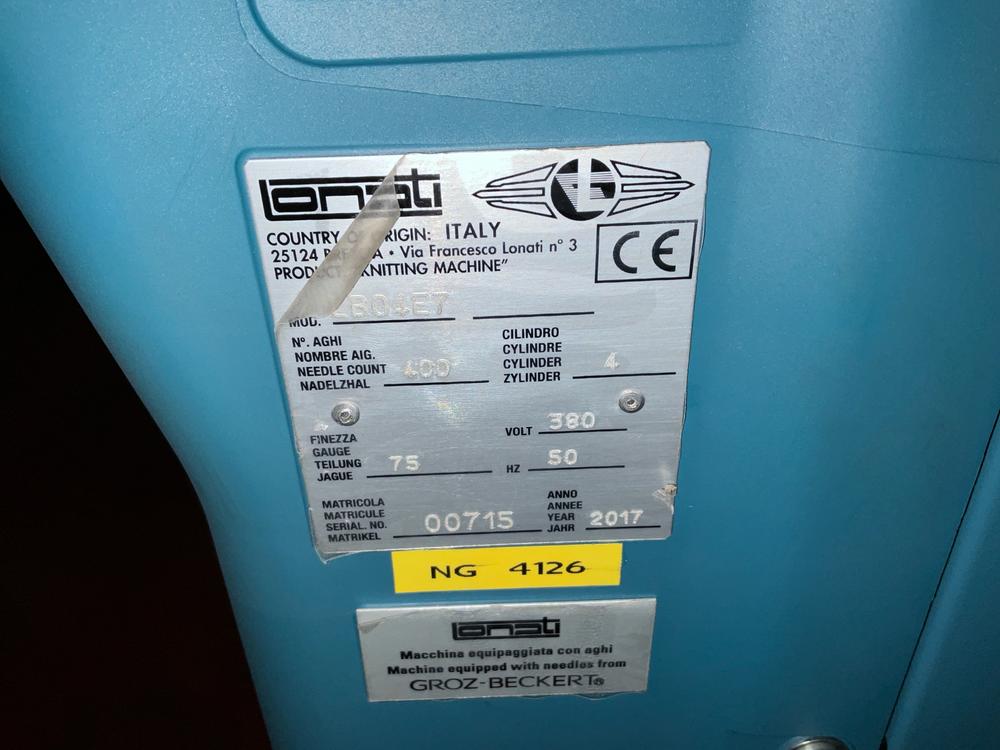 Lonati
COUNTRY RIGIN: ITALY
25124 • Via Francesco Lonati n° 3
KNITTING MACHINE"
MOD.
N°. AGHI
NOMBRE AIG.
NEEDLE COUNT 400
NADELZHAL
CILINDRO
CYLINDRE
CYLINDER 4
ZYLINDER
FINEZZA
GAUGE
TEILUNG 75
JAGUE
VOLT 380
HZ 50
MATRICOLA
MATRICULE
SERIAL. NO. 00715
MATRIKEL
ANNO
ANNEE
YEAR 2017
JAHR
CE
NG 4126
Lonati
Macchina equipaggiata con aghi
Machine equipped with needles from
GROZ-BECKERT®